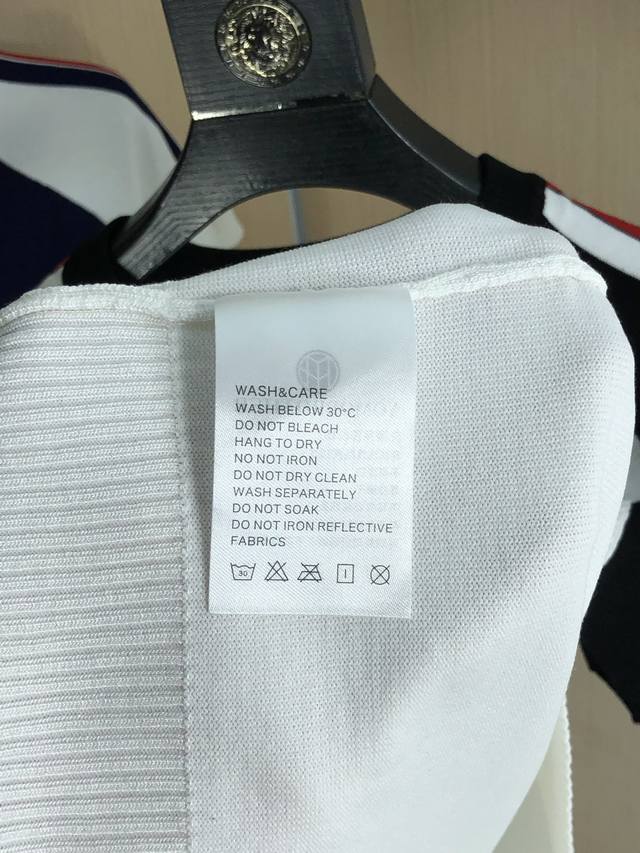 WASH&CARE
WASH BELOW 30°C
DO NOT BLEACH
HANG TO DRY
NO NOT IRON
DO NOT DRY CLEAN
WASH SEPARATELY
DO NOT SOAK
DO NOT IRON REFLECTIVE
FABRICS
30